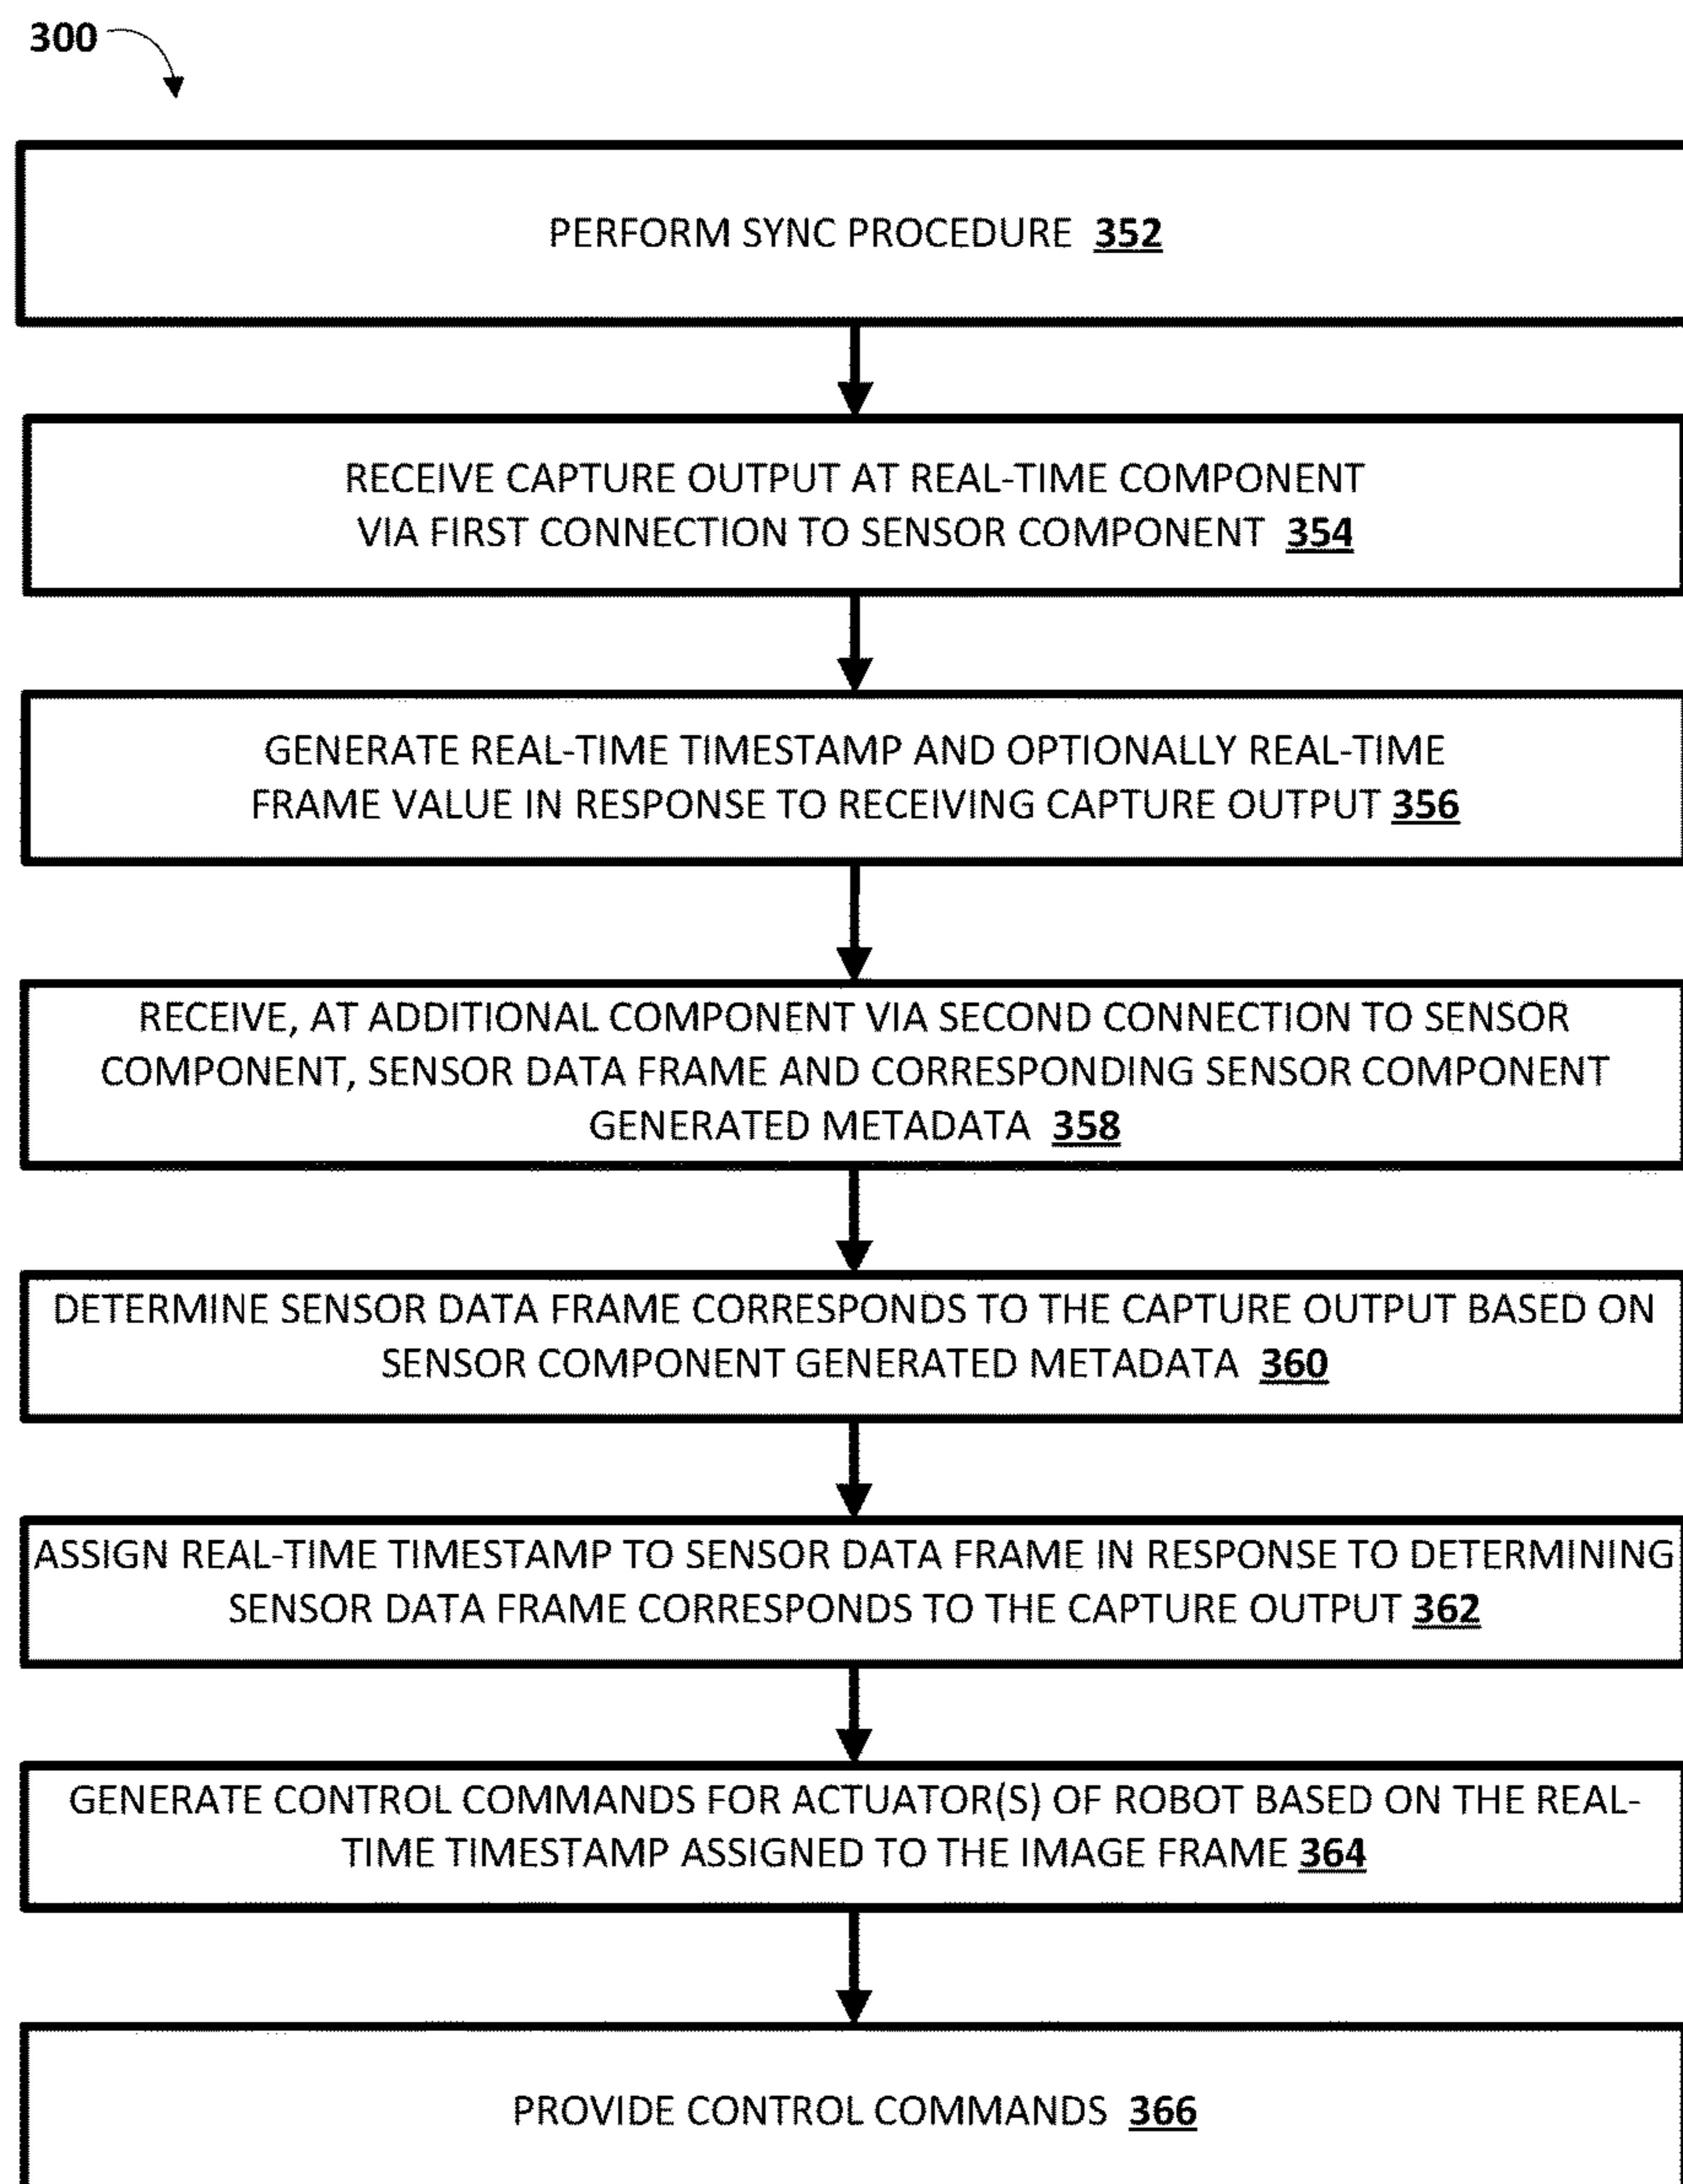 300
PERFORM SYNC PROCEDURE 352
RECEIVE CAPTURE OUTPUT AT REAL-TIME COMPONENT
VIA FIRST CONNECTION TO SENSOR COMPONENT 354
GENERATE REAL-TIME TIMESTAMP AND OPTIONALLY REAL-TIME
FRAME VALUE IN RESPONSE TO RECEIVING CAPTURE OUTPUT 356
RECEIVE, AT ADDITIONAL COMPONENT VIA SECOND CONNECTION TO SENSOR
COMPONENT, SENSOR DATA FRAME AND CORRESPONDING SENSOR COMPONENT
GENERATED METADATA 358
DETERMINE SENSOR DATA FRAME CORRESPONDS TO THE CAPTURE OUTPUT BASED ON
SENSOR COMPONENT GENERATED METADATA 360
ASSIGN REAL-TIME TIMESTAMP TO SENSOR DATA FRAME IN RESPONSE TO DETERMINING
SENSOR DATA FRAME CORRESPONDS TO THE CAPTURE OUTPUT 362
GENERATE CONTROL COMMANDS FOR ACTUATOR(S) OF ROBOT BASED ON THE REAL-
TIME TIMESTAMP ASSIGNED TO THE IMAGE FRAME 364
PROVIDE CONTROL COMMANDS 366